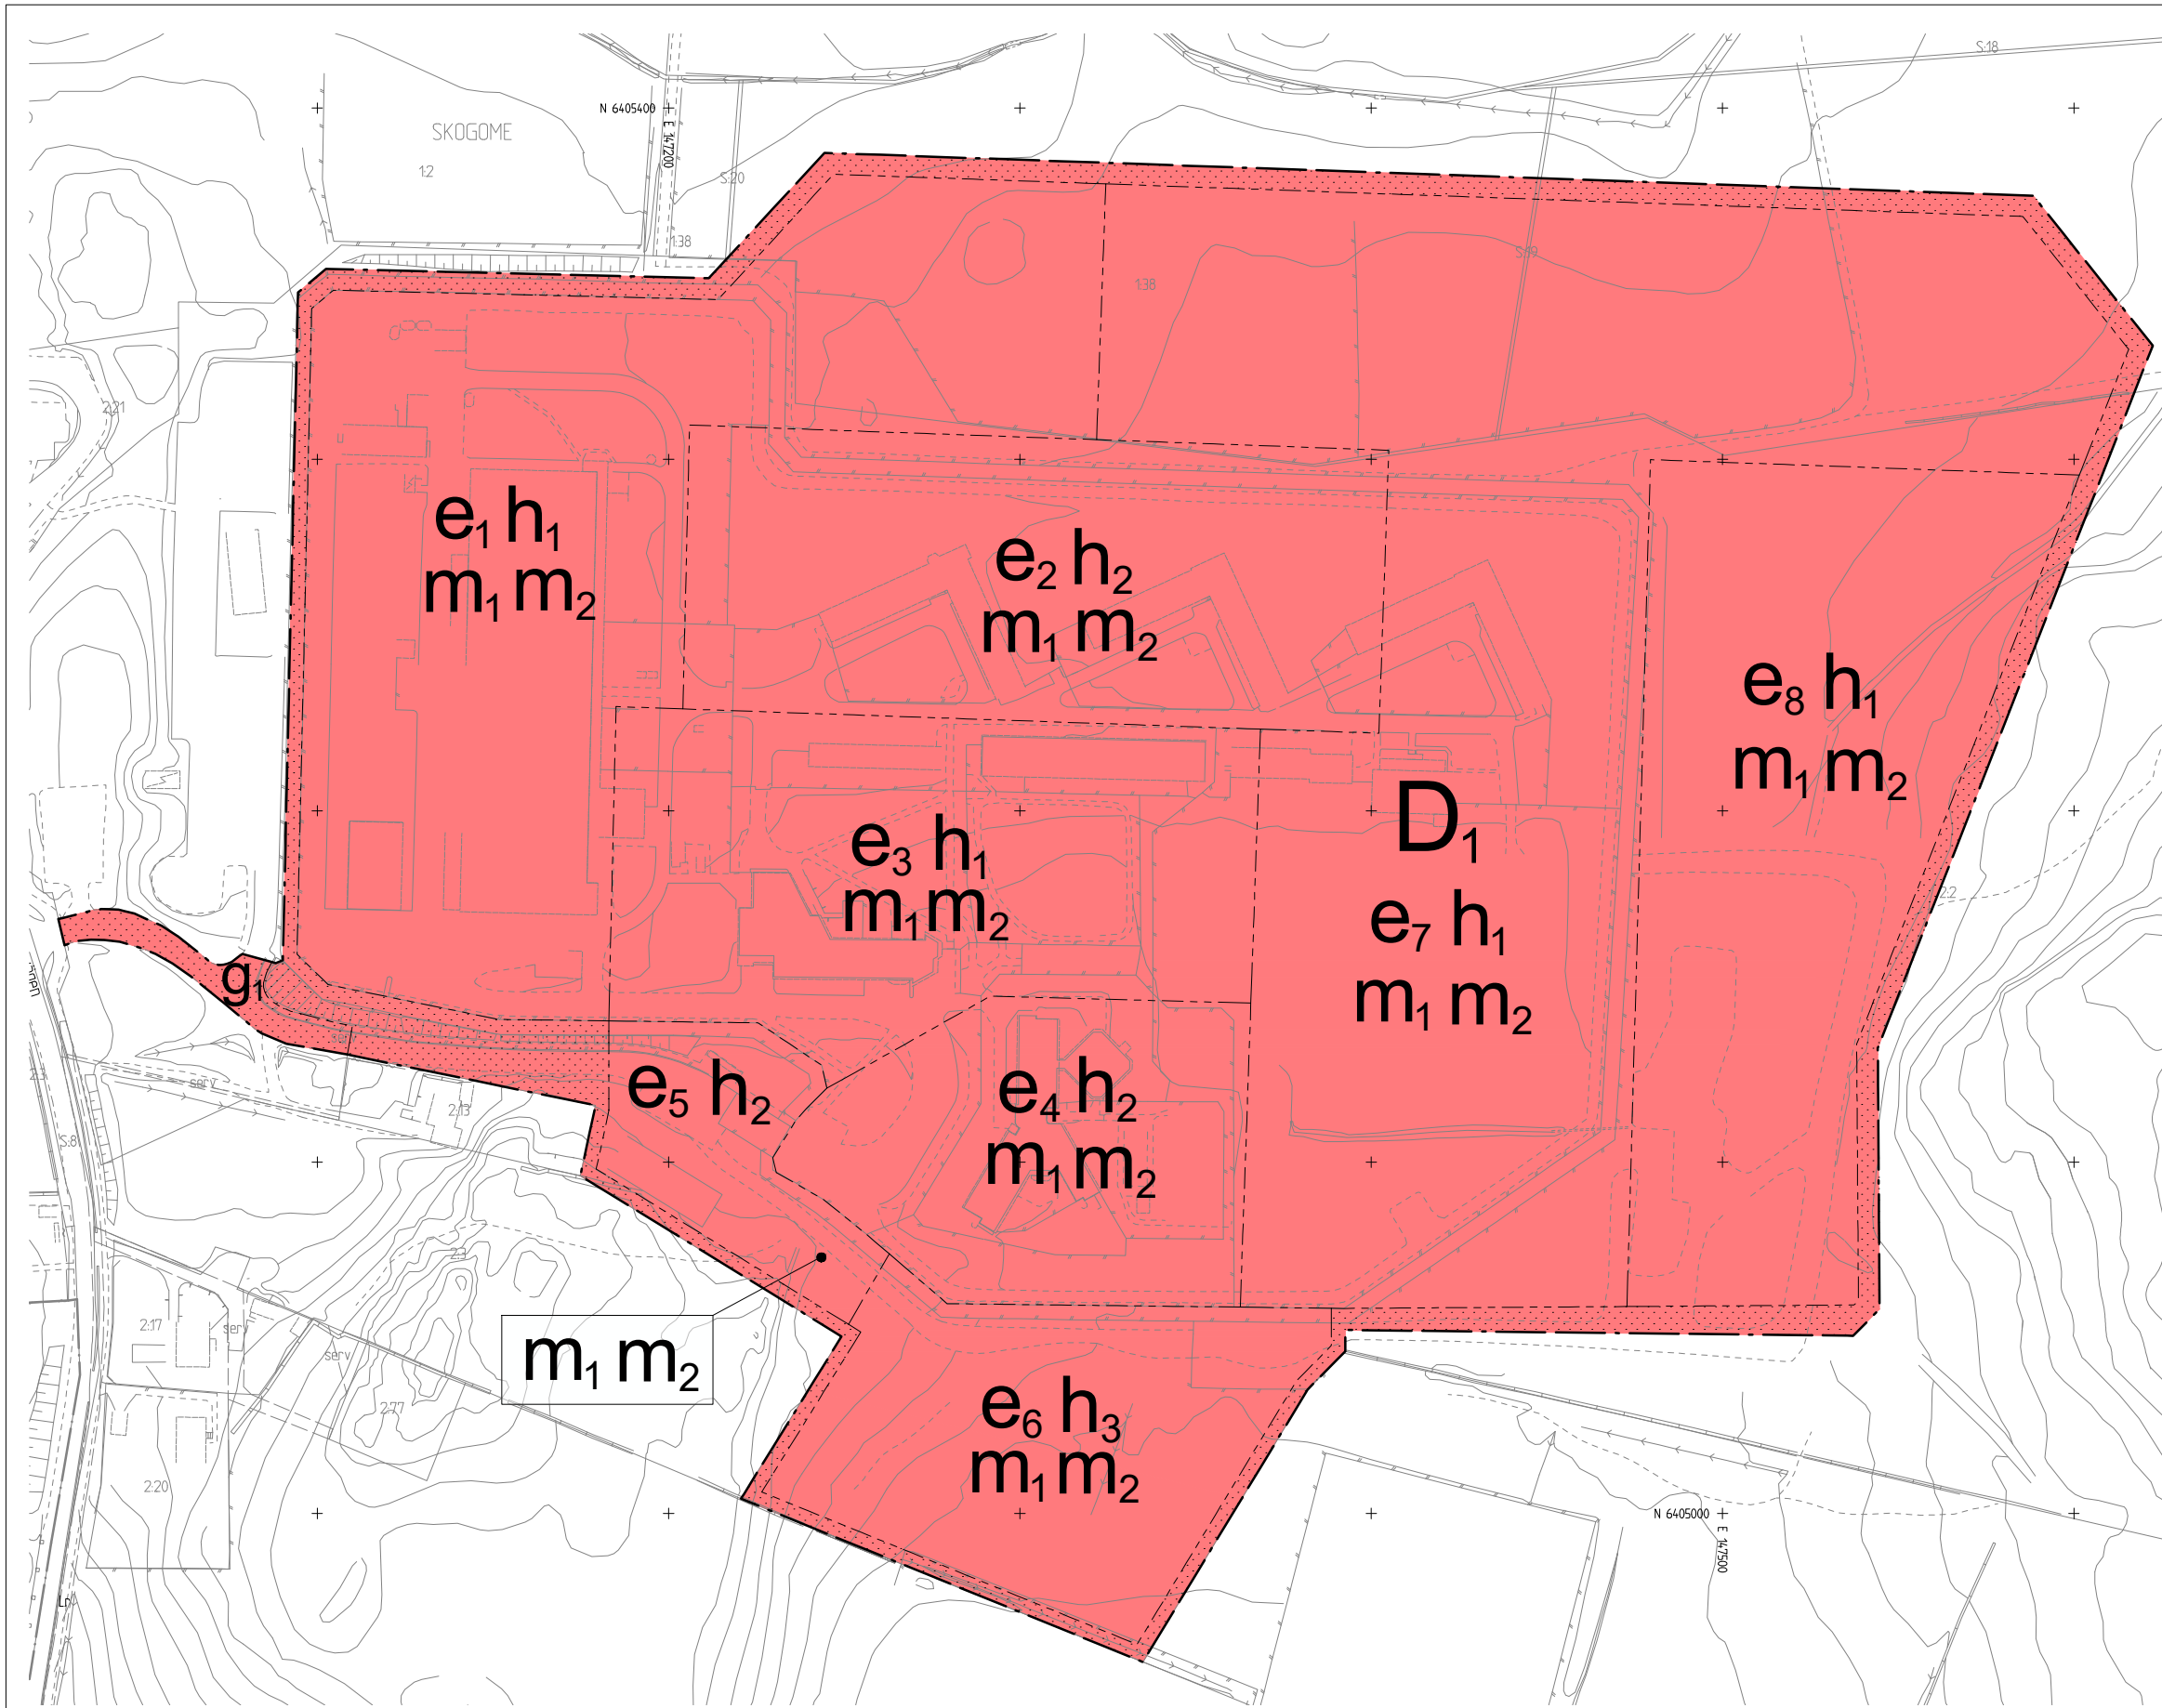 S:18
N 6405400
E 147200
SKOGOME
1:2
S:20
1:38
S:19
1:38
2:21
e₁ h₁
m₁ m₂
e₂ h₂
m₁ m₂
e₈ h₁
m₁ m₂
D₁
e₃ h₁
m₁ m₂
e₇ h₁
m₁ m₂
2:2
g₁
e₅ h₂
e₄ h₂
m₁ m₂
serv
2:13
S:8
2:3
2:17
serv
serv
m₁ m₂
2:77
e₆ h₃
m₁ m₂
2:20
N 6405000
E 147500